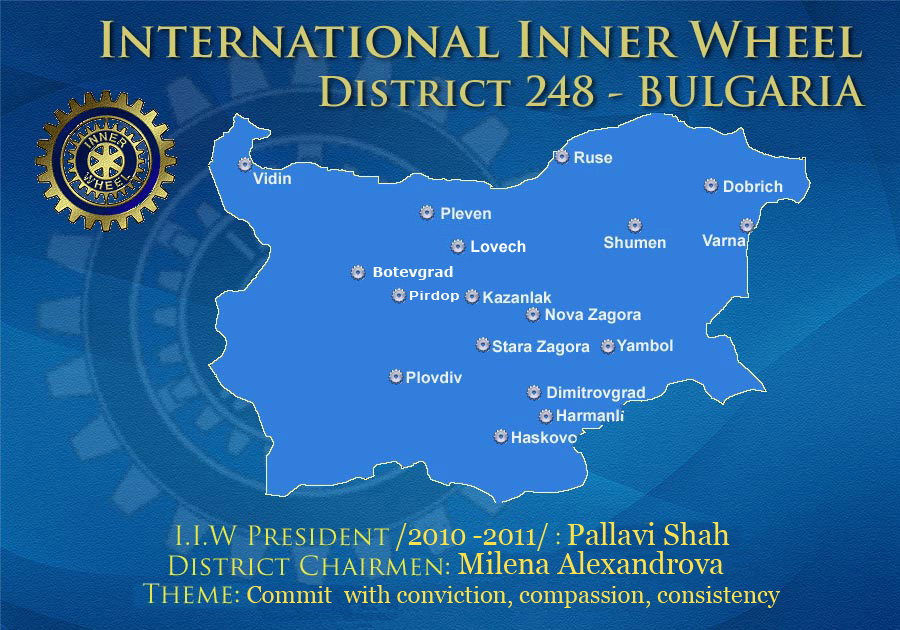 INTERNATIONAL INNER WHEEL
DISTRICT 248 - BULGARIA
INNER
WHEEL
Ruse
Vidin
Dobrich
Pleven
Shumen
Varna
Lovech
Botevgrad
Pirdop
Kazanlak
Nova Zagora
Stara Zagora
Yambol
Plovdiv
Dimitrovgrad
Harmanli
Haskovo
I.I.W PRESIDENT /2010 -2011/ : Pallavi Shah
DISTRICT CHAIRMEN: Milena Alexandrova
THEME: Commit with conviction, compassion, consistency